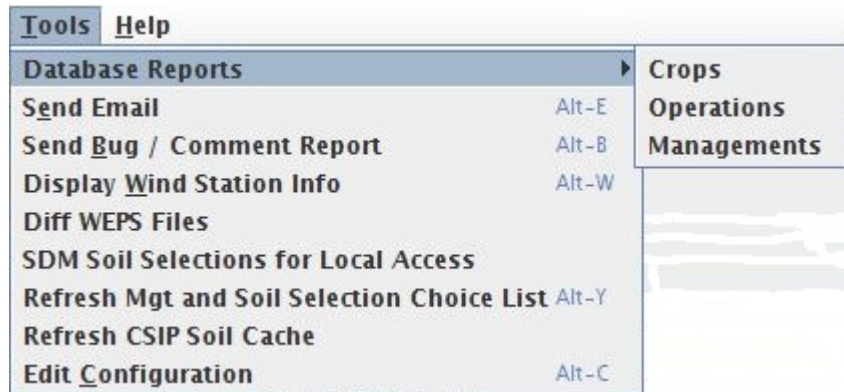 Tools Help
Database Reports
Crops
Send Email Alt-E
Operations
Send Bug / Comment Report Alt-B
Managements
Display Wind Station Info Alt-W
Diff WEPS Files
SDM Soil Selections for Local Access
Refresh Mgt and Soil Selection Choice List Alt-Y
Refresh CSIP Soil Cache
Edit Configuration Alt-C